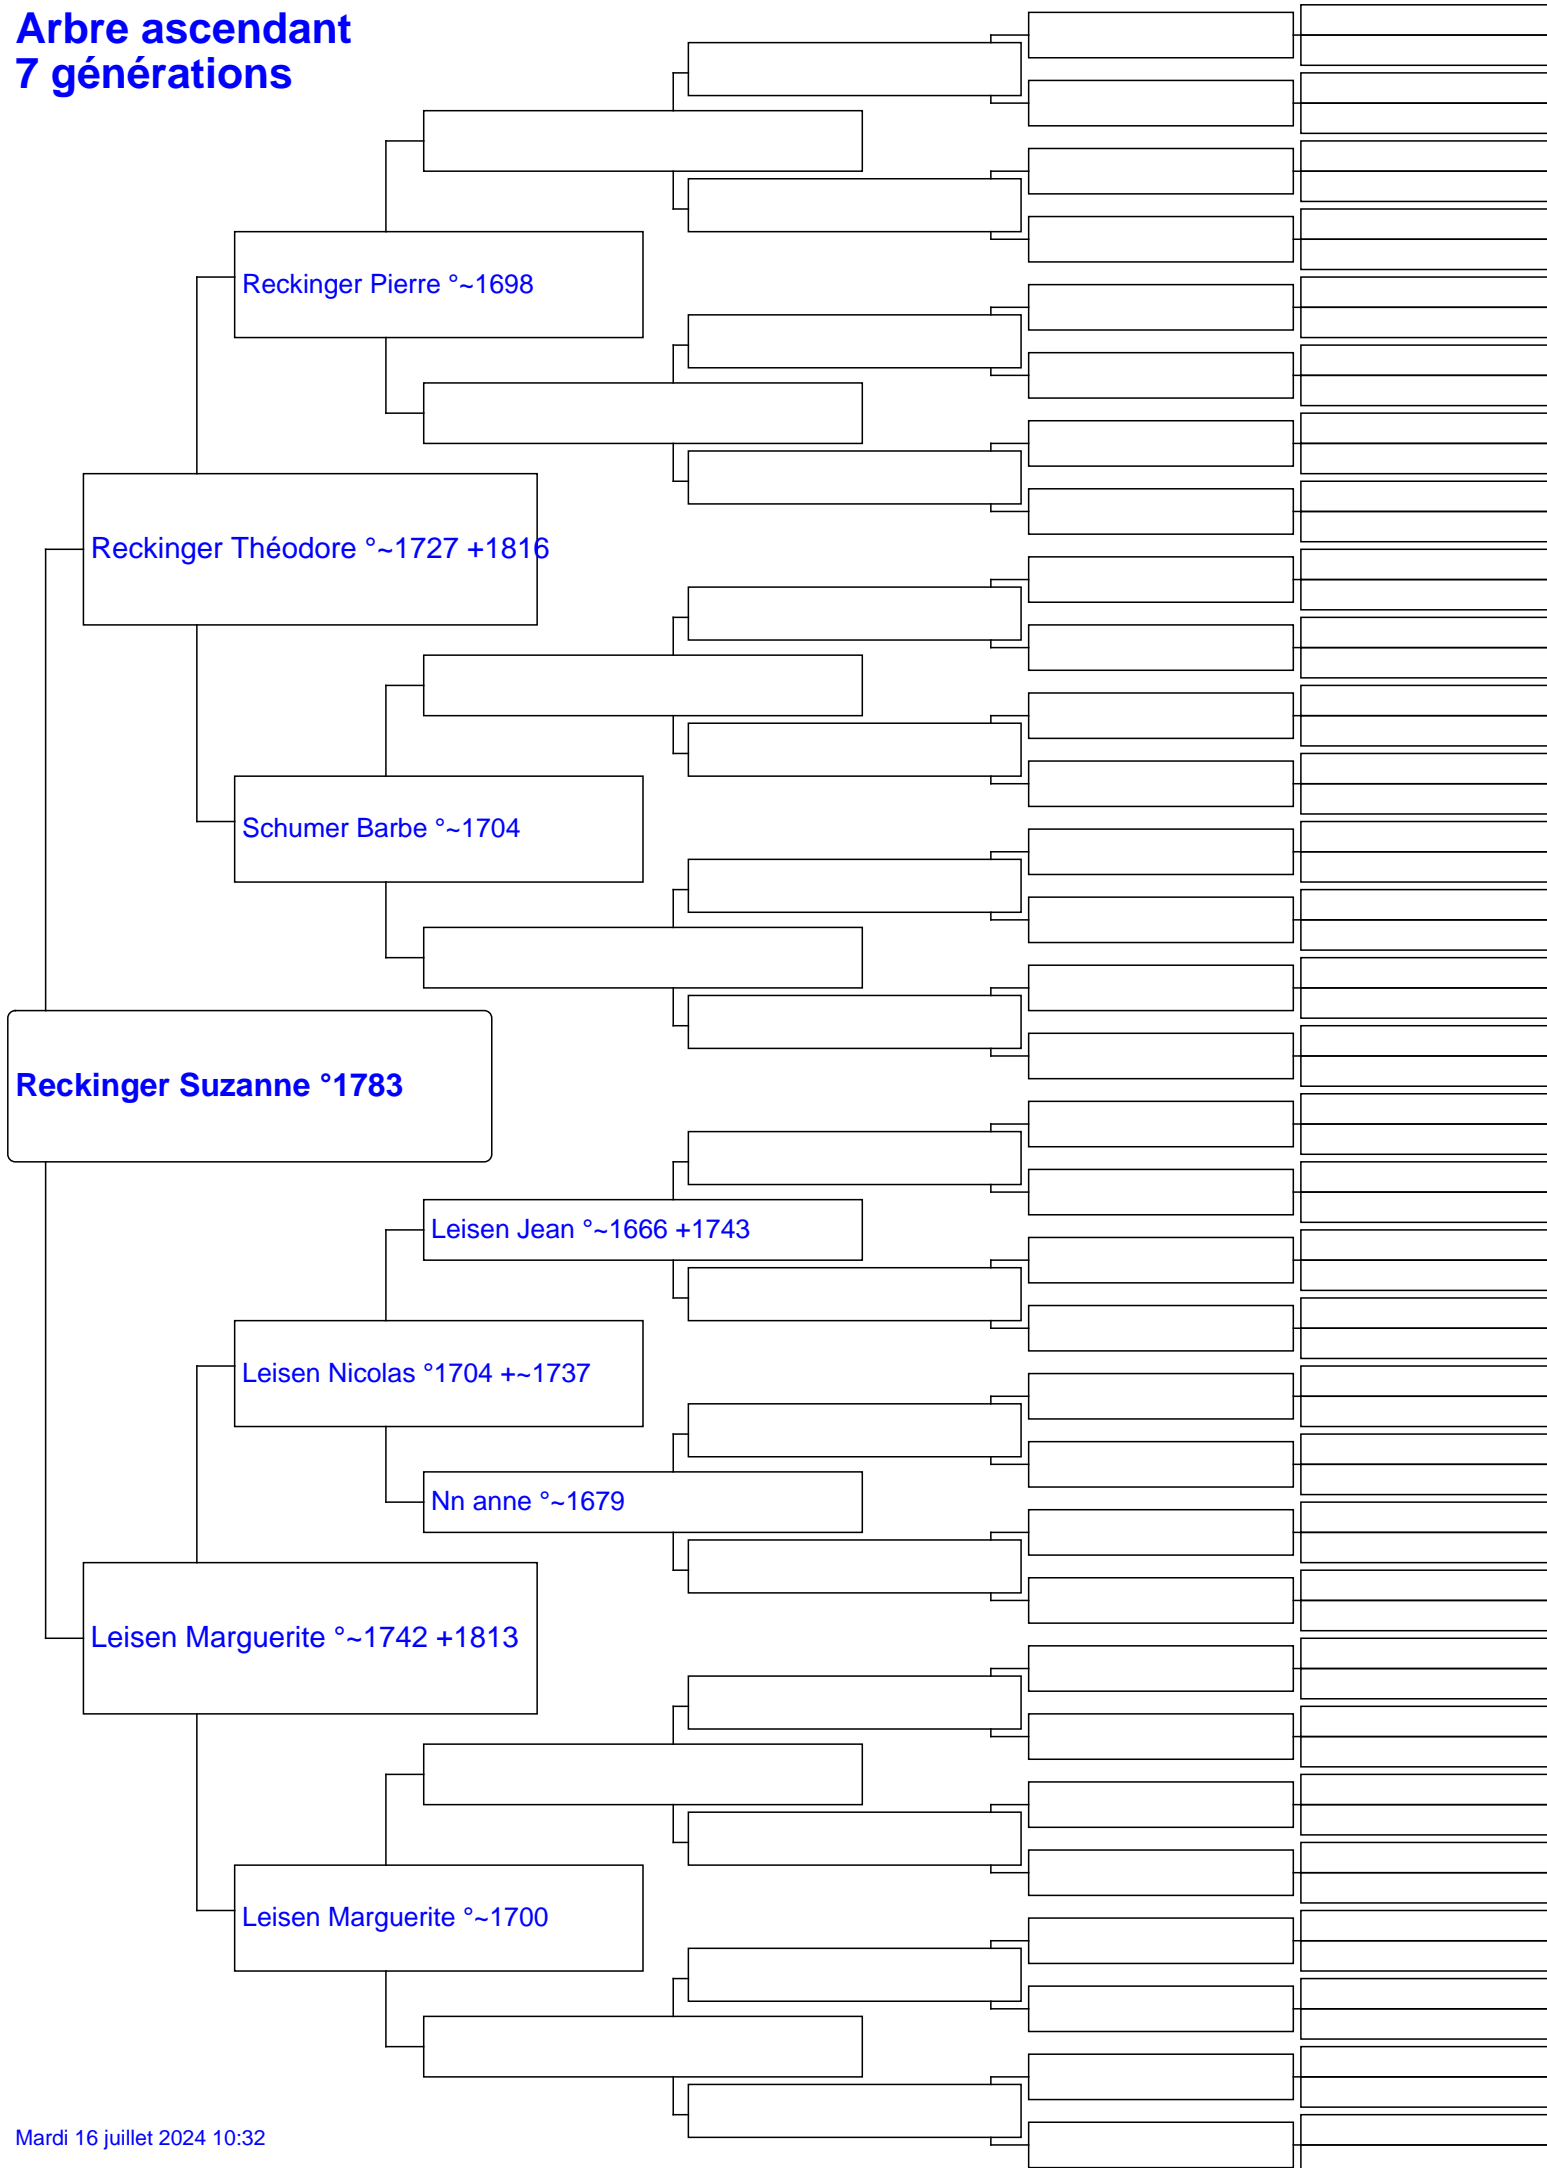 Arbre ascendant
7 générations
Reckinger Pierre °~1698
Reckinger Théodore °~1727 +1816
Schumer Barbe °~1704
Reckinger Suzanne °1783
Leisen Jean °~1666 +1743
Leisen Nicolas °1704 +~1737
Nn anne °~1679
Leisen Marguerite °~1742 +1813
Leisen Marguerite °~1700
Mardi 16 juillet 2024 10:32